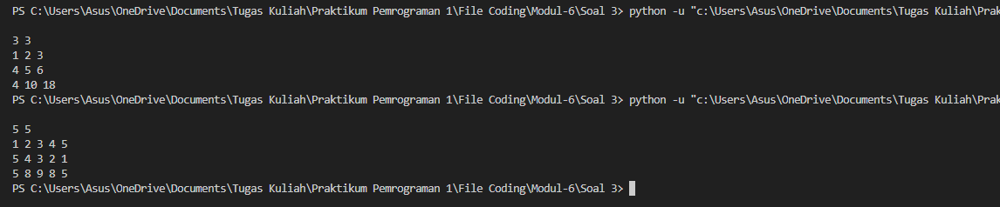 PS C:\Users\Asus\OneDrive\Documents\Tugas Kuliah\Praktikum Pemrograman 1\File Coding\Modul-6\Soal 3> python -u "c:\Users\Asus\OneDrive\Documents\Tugas Kuliah\Prak
3 3
1 2 3
4 5 6
4 10 18
PS C:\Users\Asus\OneDrive\Documents\Tugas Kuliah\Praktikum Pemrograman 1\File Coding\Modul-6\Soal 3> python -u "c:\Users\Asus\OneDrive\Documents\Tugas Kuliah\Prak
5 5
1 2 3 4 5
5 4 3 2 1
5 8 9 8 5
PS C:\Users\Asus\OneDrive\Documents\Tugas Kuliah\Praktikum Pemrograman 1\File Coding\Modul-6\Soal 3>